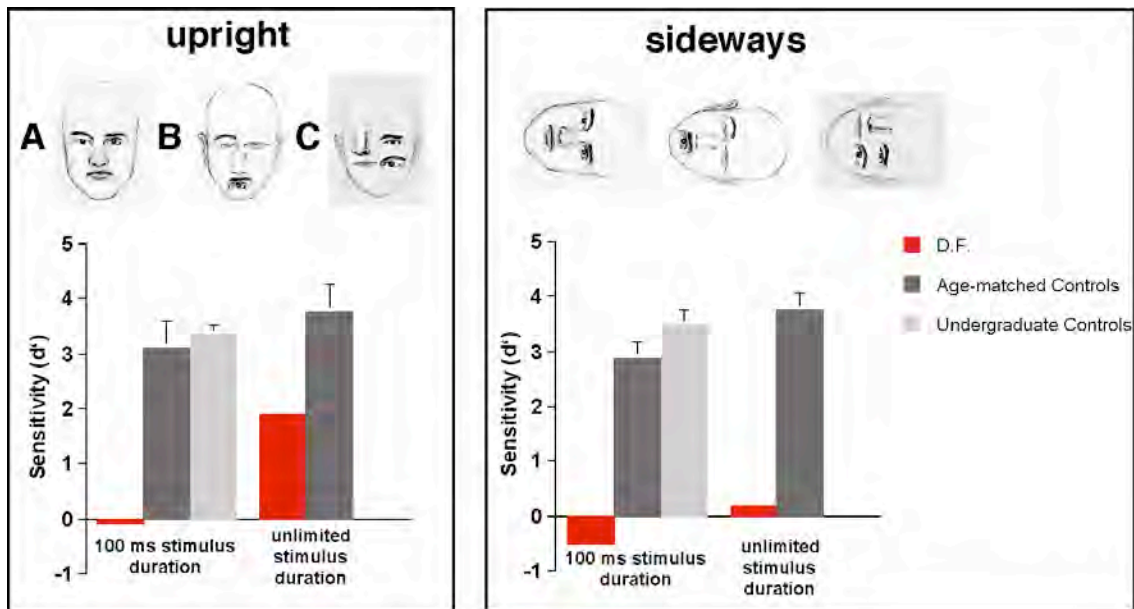 upright
A
B
C
5
4
3
2
1
0
-1
Sensitivity (d')
100 ms stimulus
duration
unlimited
stimulus
duration
sideways
5
4
3
2
1
0
-1
Sensitivity (d')
100 ms stimulus
duration
unlimited
stimulus
duration
D.F.
Age-matched Controls
Undergraduate Controls